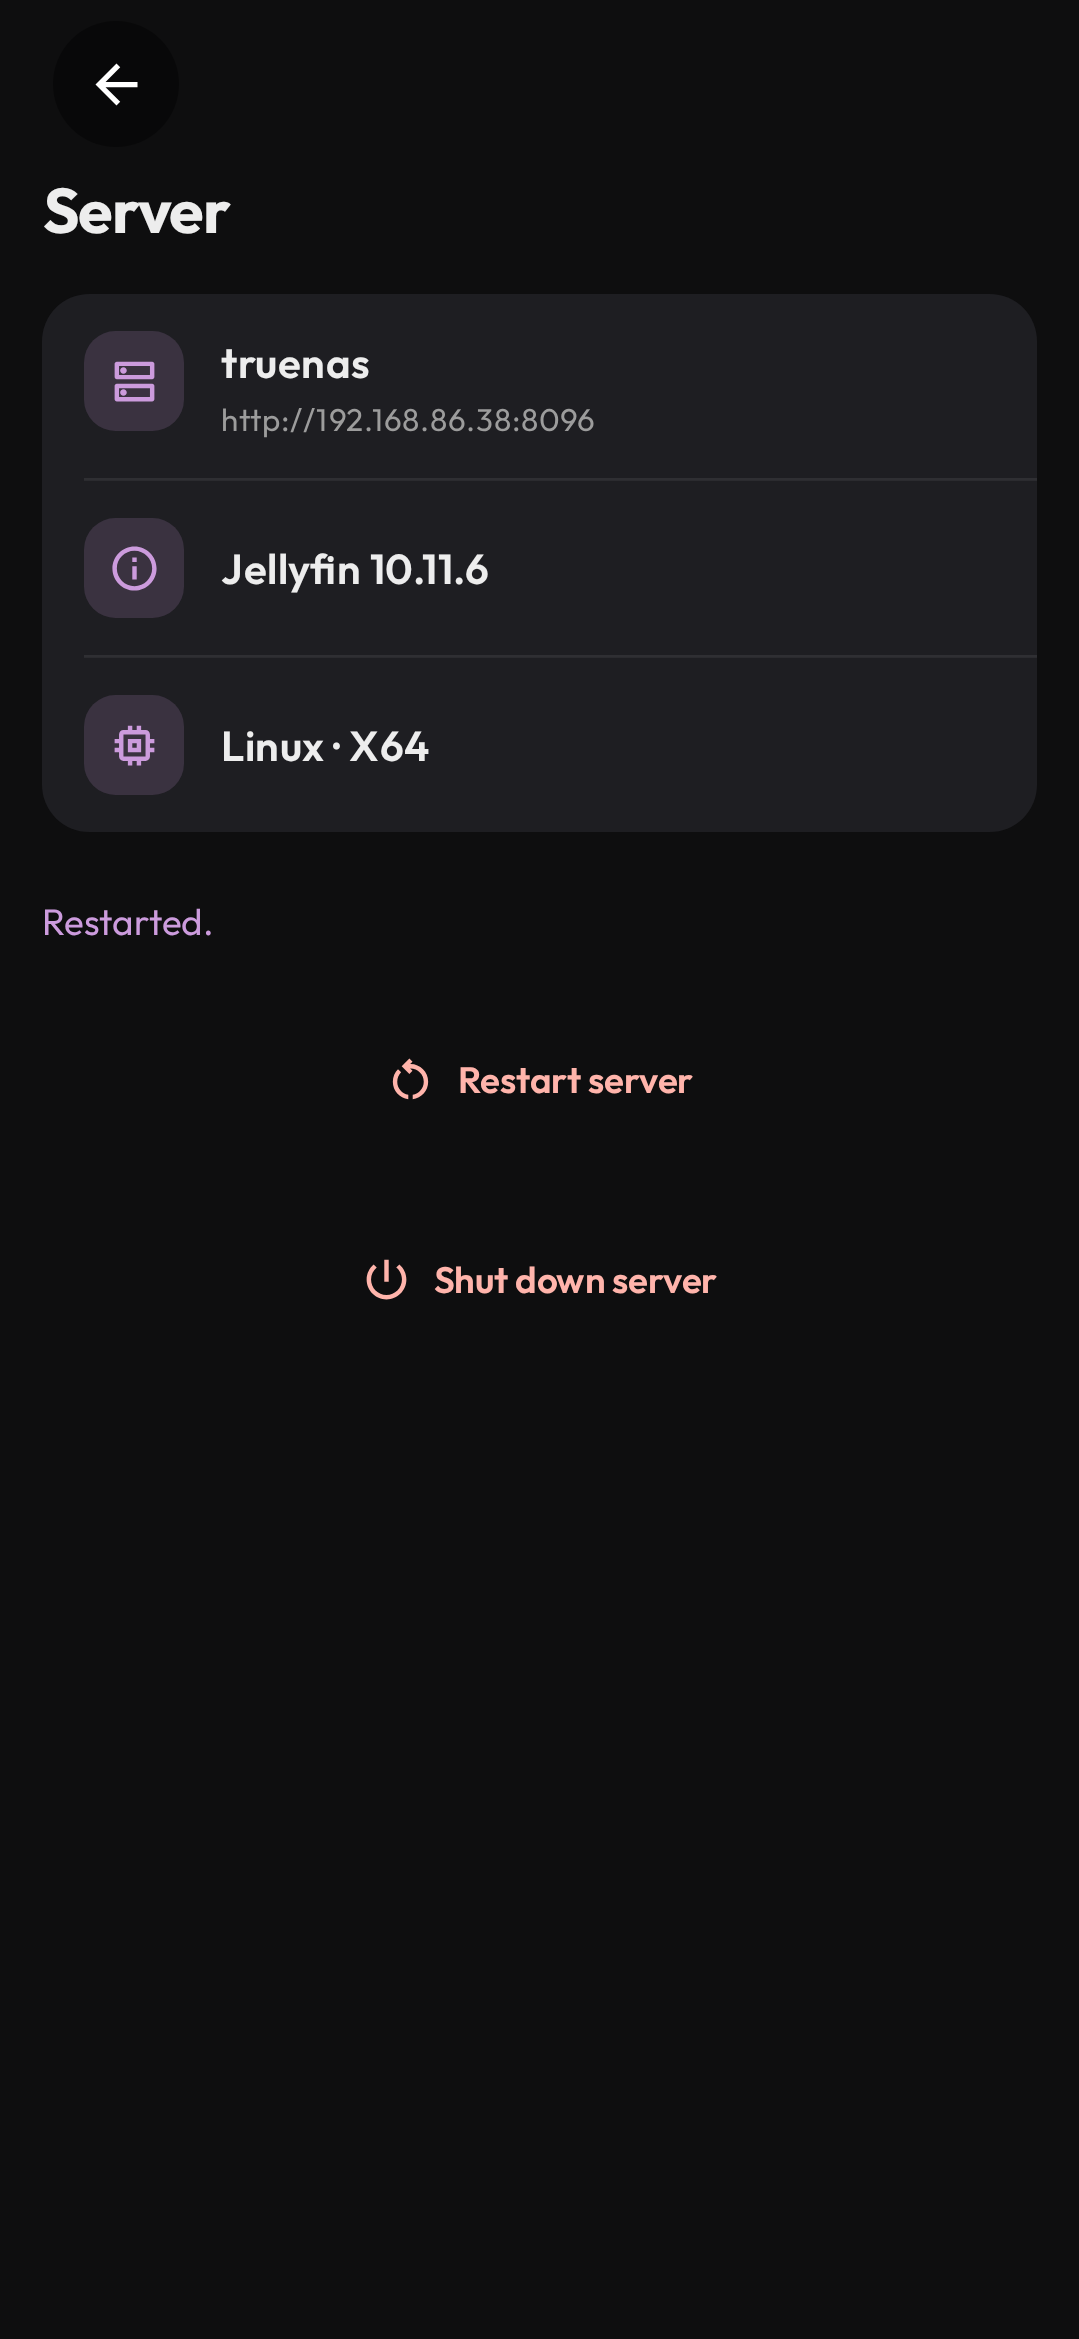 Server
truenas
http://192.168.86.38:8096
Jellyfin 10.11.6
Linux · X64
Restarted.
Restart server
Shut down server